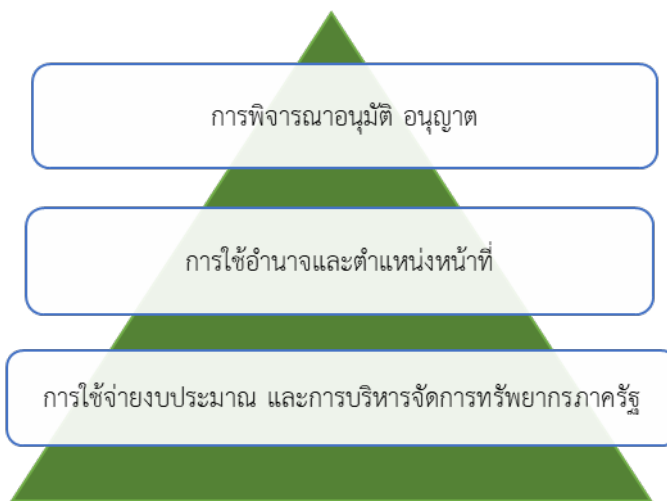 การพิจารณาอนุมัติ อนุญาต
การใช้อำนาจและตำแหน่งหน้าที่
การใช้จ่ายงบประมาณ และการบริหารจัดการทรัพยากรภาครัฐ